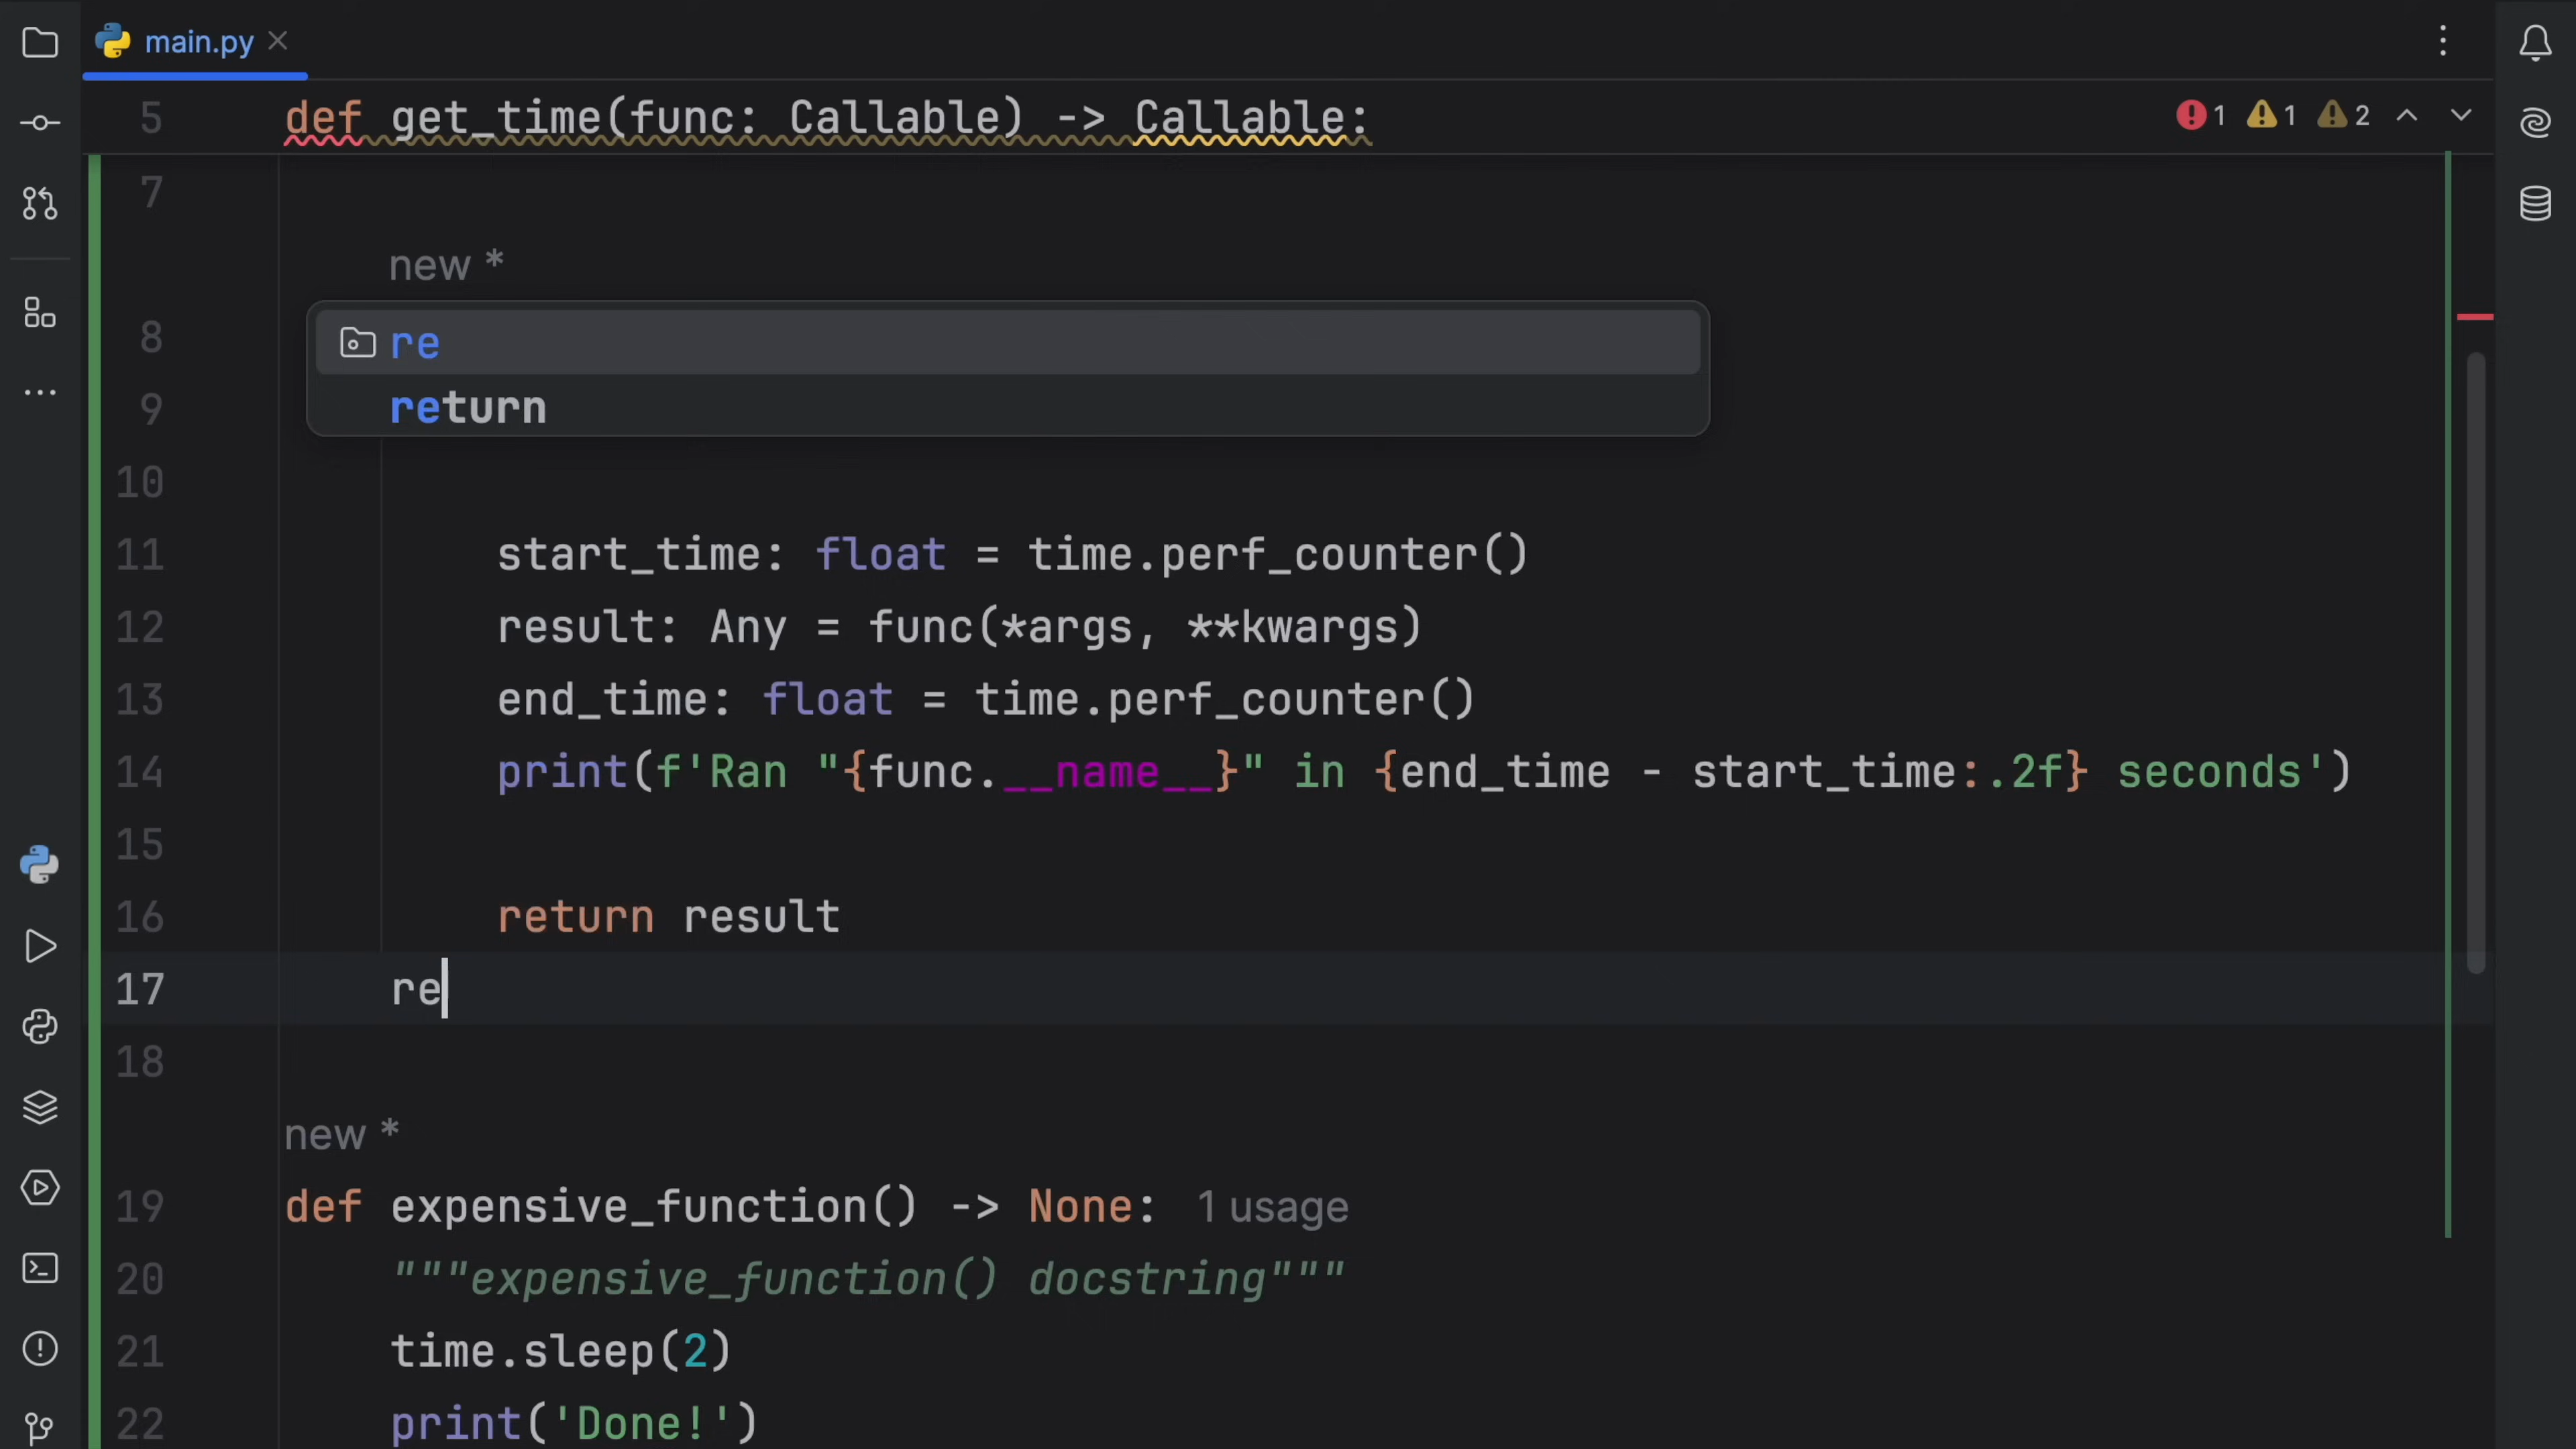 main.py
5 def get_time(func: Callable) -> Callable: 1 1 2
7
new *
8 re
9 return
10
11 start_time: float = time.perf_counter()
12 result: Any = func(*args, **kwargs)
13 end_time: float = time.perf_counter()
14 print(f'Ran "{func.__name__}" in {end_time - start_time:.2f} seconds')
15
16 return result
17 re
18
new *
19 def expensive_function() -> None: 1 usage
20 """expensive_function() docstring"""
21 time.sleep(2)
22 print('Done!')